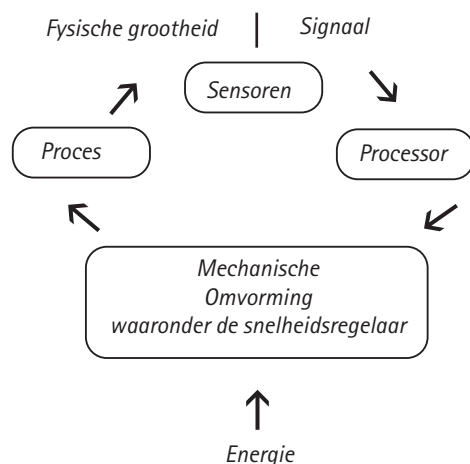 Fysische grootheid
Signaal
Sensoren
Proces
Processor
Mechanische
Omvorming
waaronder de snelheidsregelaar
Energie